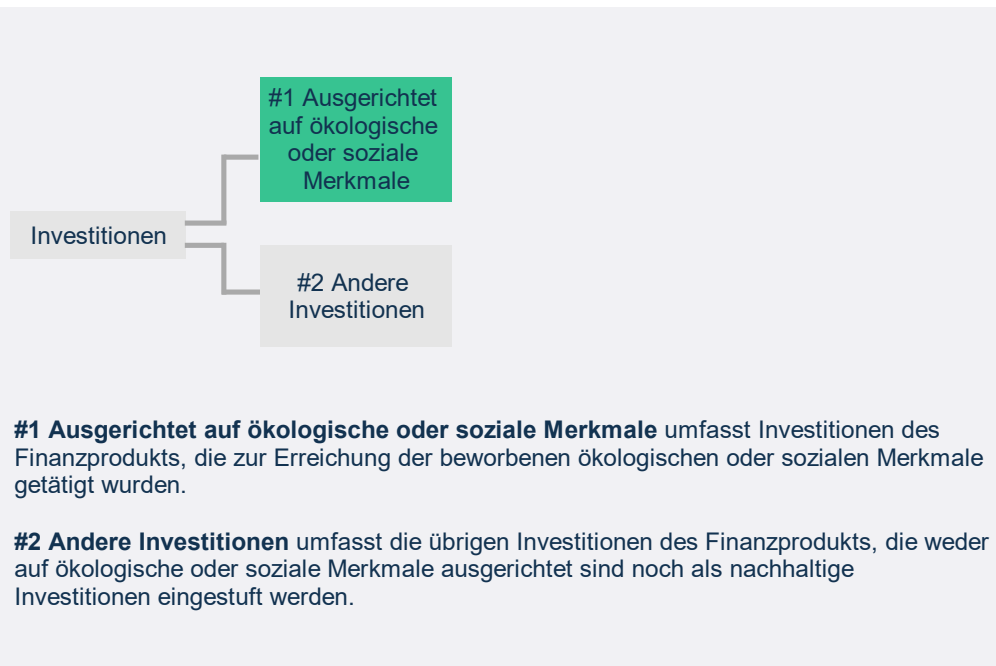 #1 Ausgerichtet
auf ökologische
oder soziale
Merkmale
Investitionen
#2 Andere
Investitionen
#1 Ausgerichtet auf ökologische oder soziale Merkmale umfasst Investitionen des
Finanzprodukts, die zur Erreichung der beworbenen ökologischen oder sozialen Merkmale
getätigt wurden.
#2 Andere Investitionen umfasst die übrigen Investitionen des Finanzprodukts, die weder
auf ökologische oder soziale Merkmale ausgerichtet sind noch als nachhaltige
Investitionen eingestuft werden.